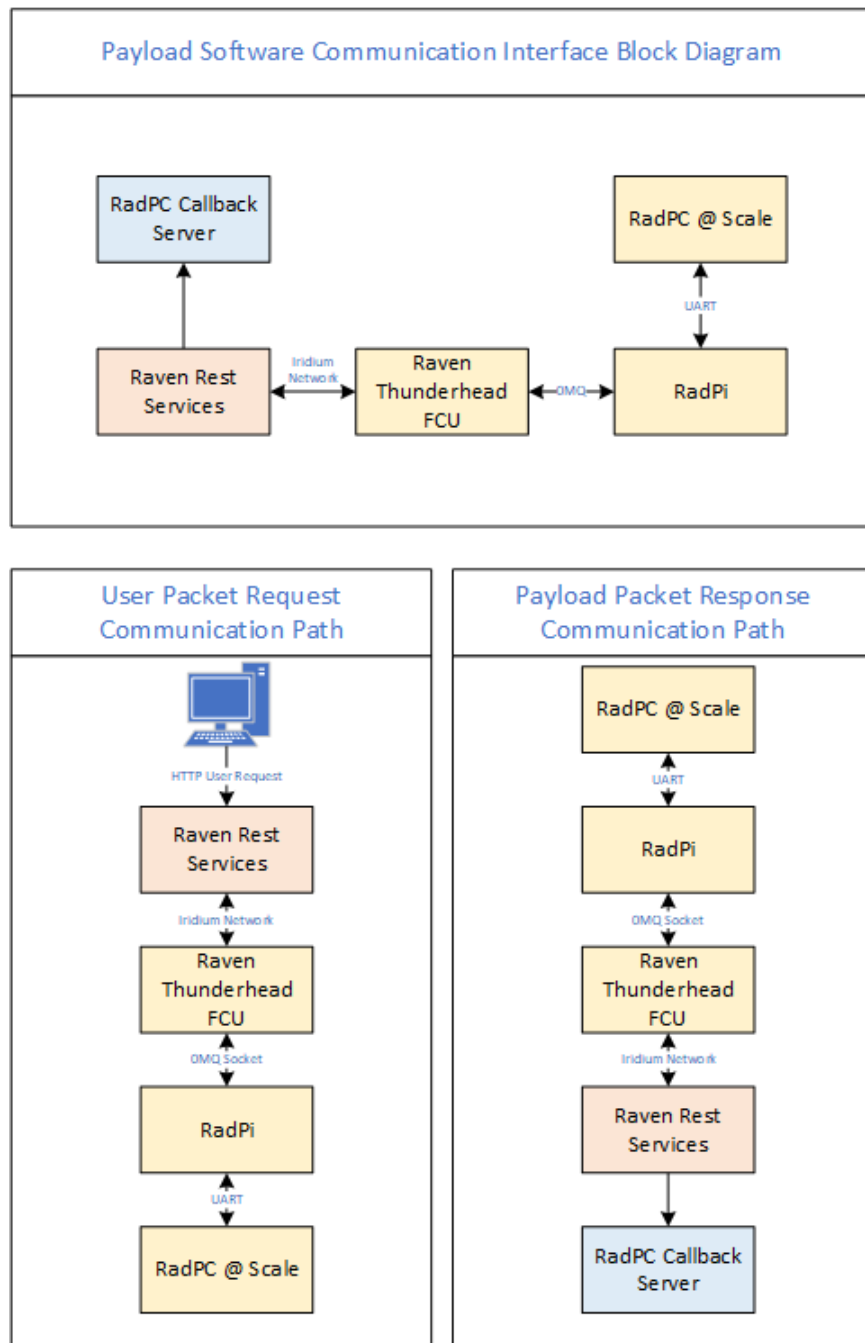 Payload Software Communication Interface Block Diagram
RadPC Callback
Server
RadPC @ Scale
UART
Raven Rest
Services
Iridium
Network
Raven
Thunderhead
FCU
0MQ
RadPi
User Packet Request
Communication Path
HTTP User Request
Raven Rest
Services
Iridium Network
Raven
Thunderhead
FCU
0MQ Socket
RadPi
UART
RadPC @ Scale
Payload Packet Response
Communication Path
RadPC @ Scale
UART
RadPi
0MQ Socket
Raven
Thunderhead
FCU
Iridium Network
Raven Rest
Services
RadPC Callback
Server